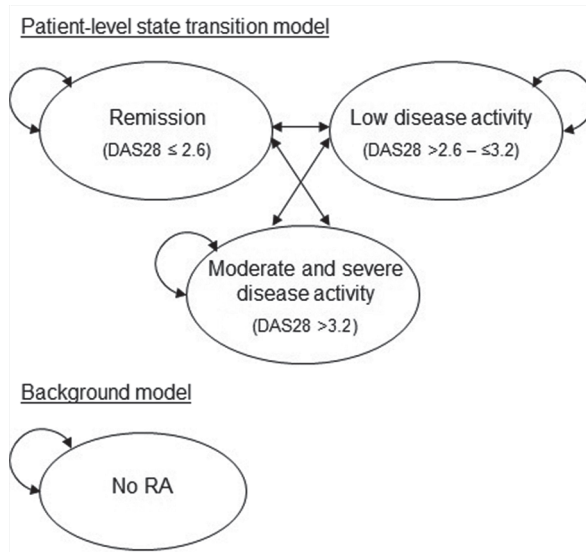 Patient-level state transition model
Remission
(DAS28 ≤ 2.6)
Low disease activity
(DAS28 >2.6 – ≤3.2)
Moderate and severe
disease activity
(DAS28 >3.2)
Background model
No RA